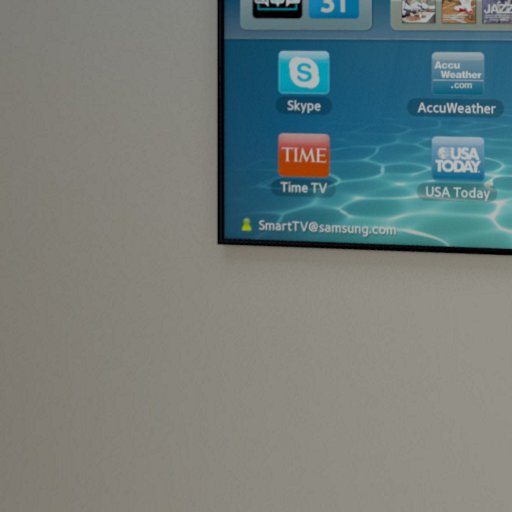 31
JAZZ
Skype
Accu
Weather
.com
AccuWeather
TIME
Time TV
USA
TODAY
USA Today
SmartTV@samsung.com